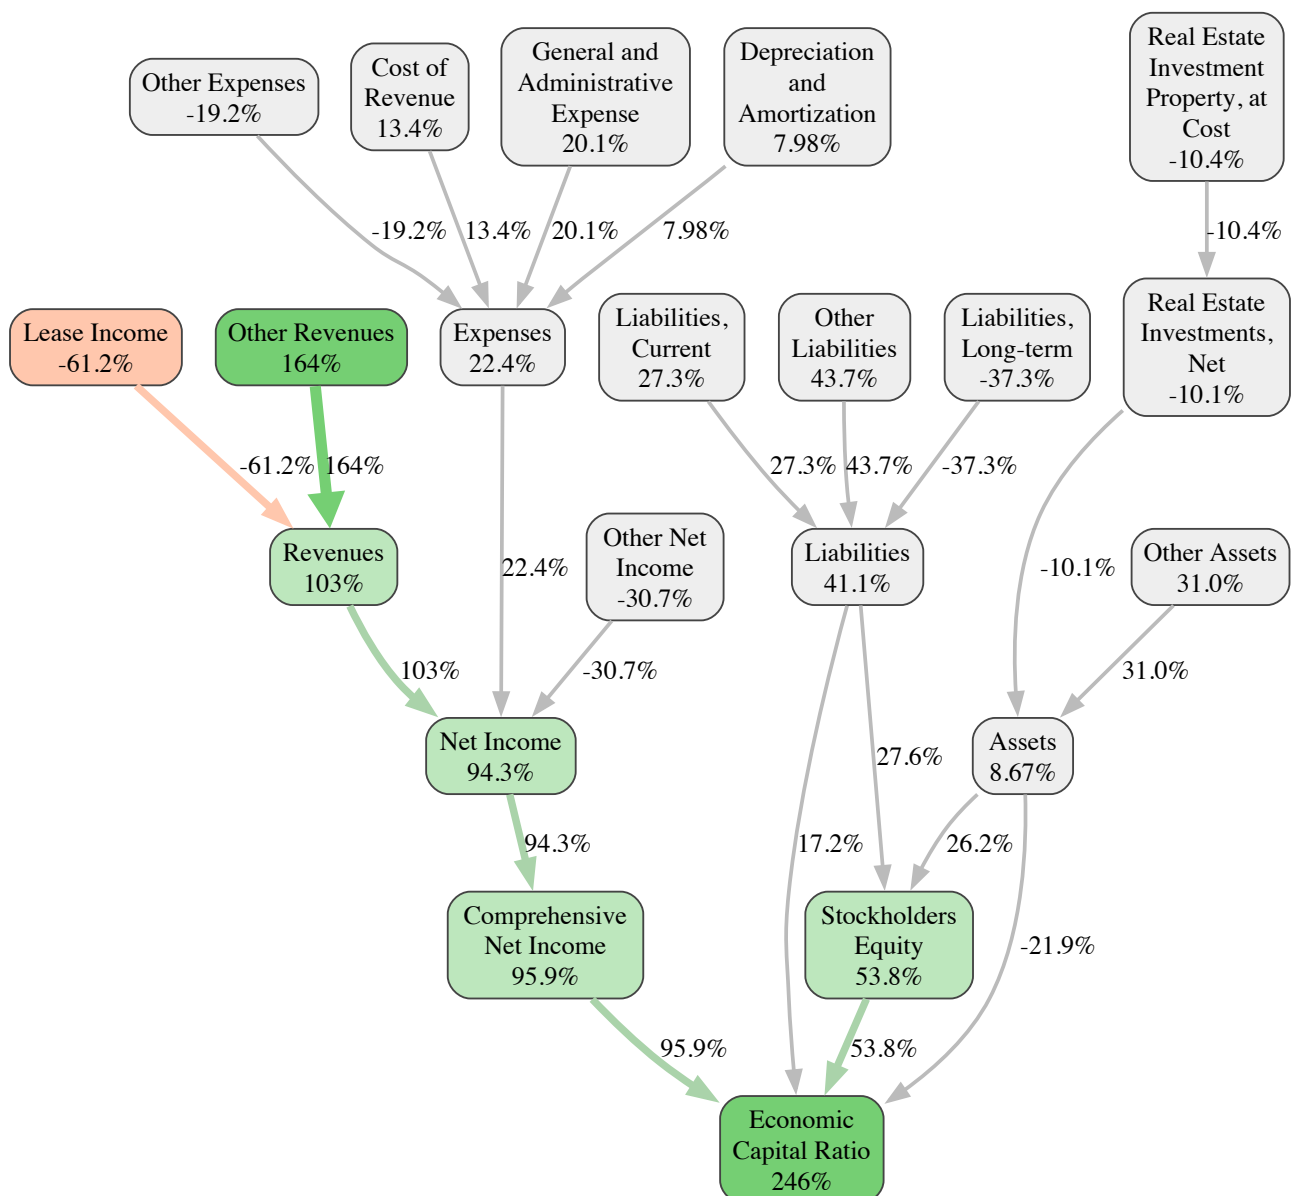 Other Expenses
-19.2%
Cost of
Revenue
13.4%
General and
Administrative
Expense
20.1%
Depreciation
and
Amortization
7.98%
Real Estate
Investment
Property, at
Cost
-10.4%
-19.2%
13.4%
20.1%
7.98%
-10.4%
Lease Income
-61.2%
Other Revenues
164%
Expenses
22.4%
Liabilities,
Current
27.3%
Other
Liabilities
43.7%
Liabilities,
Long-term
-37.3%
Real Estate
Investments,
Net
-10.1%
-61.2%
164%
27.3%
43.7%
-37.3%
Revenues
103%
22.4%
Other Net
Income
-30.7%
Liabilities
41.1%
-10.1%
Other Assets
31.0%
103%
-30.7%
31.0%
Net Income
94.3%
27.6%
Assets
8.67%
94.3%
17.2%
26.2%
Comprehensive
Net Income
95.9%
Stockholders
Equity
53.8%
-21.9%
95.9%
53.8%
Economic
Capital Ratio
246%